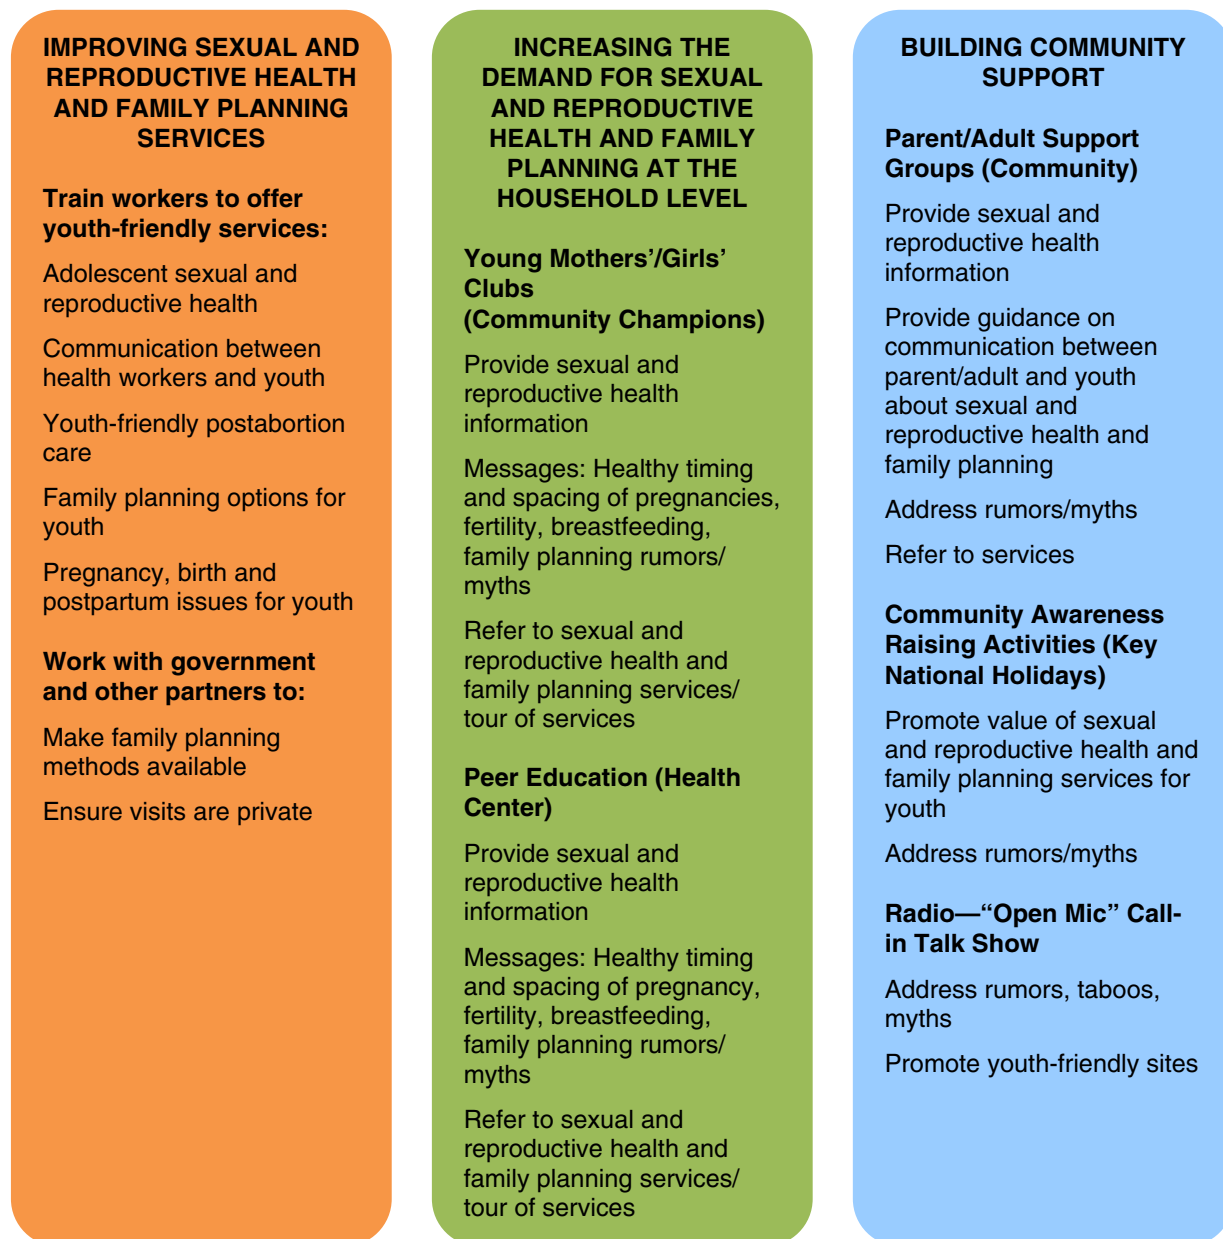 IMPROVING SEXUAL AND
REPRODUCTIVE HEALTH
AND FAMILY PLANNING
SERVICES
Train workers to offer
youth-friendly services:
Adolescent sexual and
reproductive health
Communication between
health workers and youth
Youth-friendly postabortion
care
Family planning options for
youth
Pregnancy, birth and
postpartum issues for youth
Work with government
and other partners to:
Make family planning
methods available
Ensure visits are private
INCREASING THE
DEMAND FOR SEXUAL
AND REPRODUCTIVE
HEALTH AND FAMILY
PLANNING AT THE
HOUSEHOLD LEVEL
Young Mothers’/Girls’
Clubs
(Community Champions)
Provide sexual and
reproductive health
information
Messages: Healthy timing
and spacing of pregnancies,
fertility, breastfeeding,
family planning rumors/
myths
Refer to sexual and
reproductive health and
family planning services/
tour of services
Peer Education (Health
Center)
Provide sexual and
reproductive health
information
Messages: Healthy timing
and spacing of pregnancy,
fertility, breastfeeding,
family planning rumors/
myths
Refer to sexual and
reproductive health and
family planning services/
tour of services
BUILDING COMMUNITY
SUPPORT
Parent/Adult Support
Groups (Community)
Provide sexual and
reproductive health
information
Provide guidance on
communication between
parent/adult and youth
about sexual and
reproductive health and
family planning
Address rumors/myths
Refer to services
Community Awareness
Raising Activities (Key
National Holidays)
Promote value of sexual
and reproductive health and
family planning services for
youth
Address rumors/myths
Radio—“Open Mic” Call-
in Talk Show
Address rumors, taboos,
myths
Promote youth-friendly sites